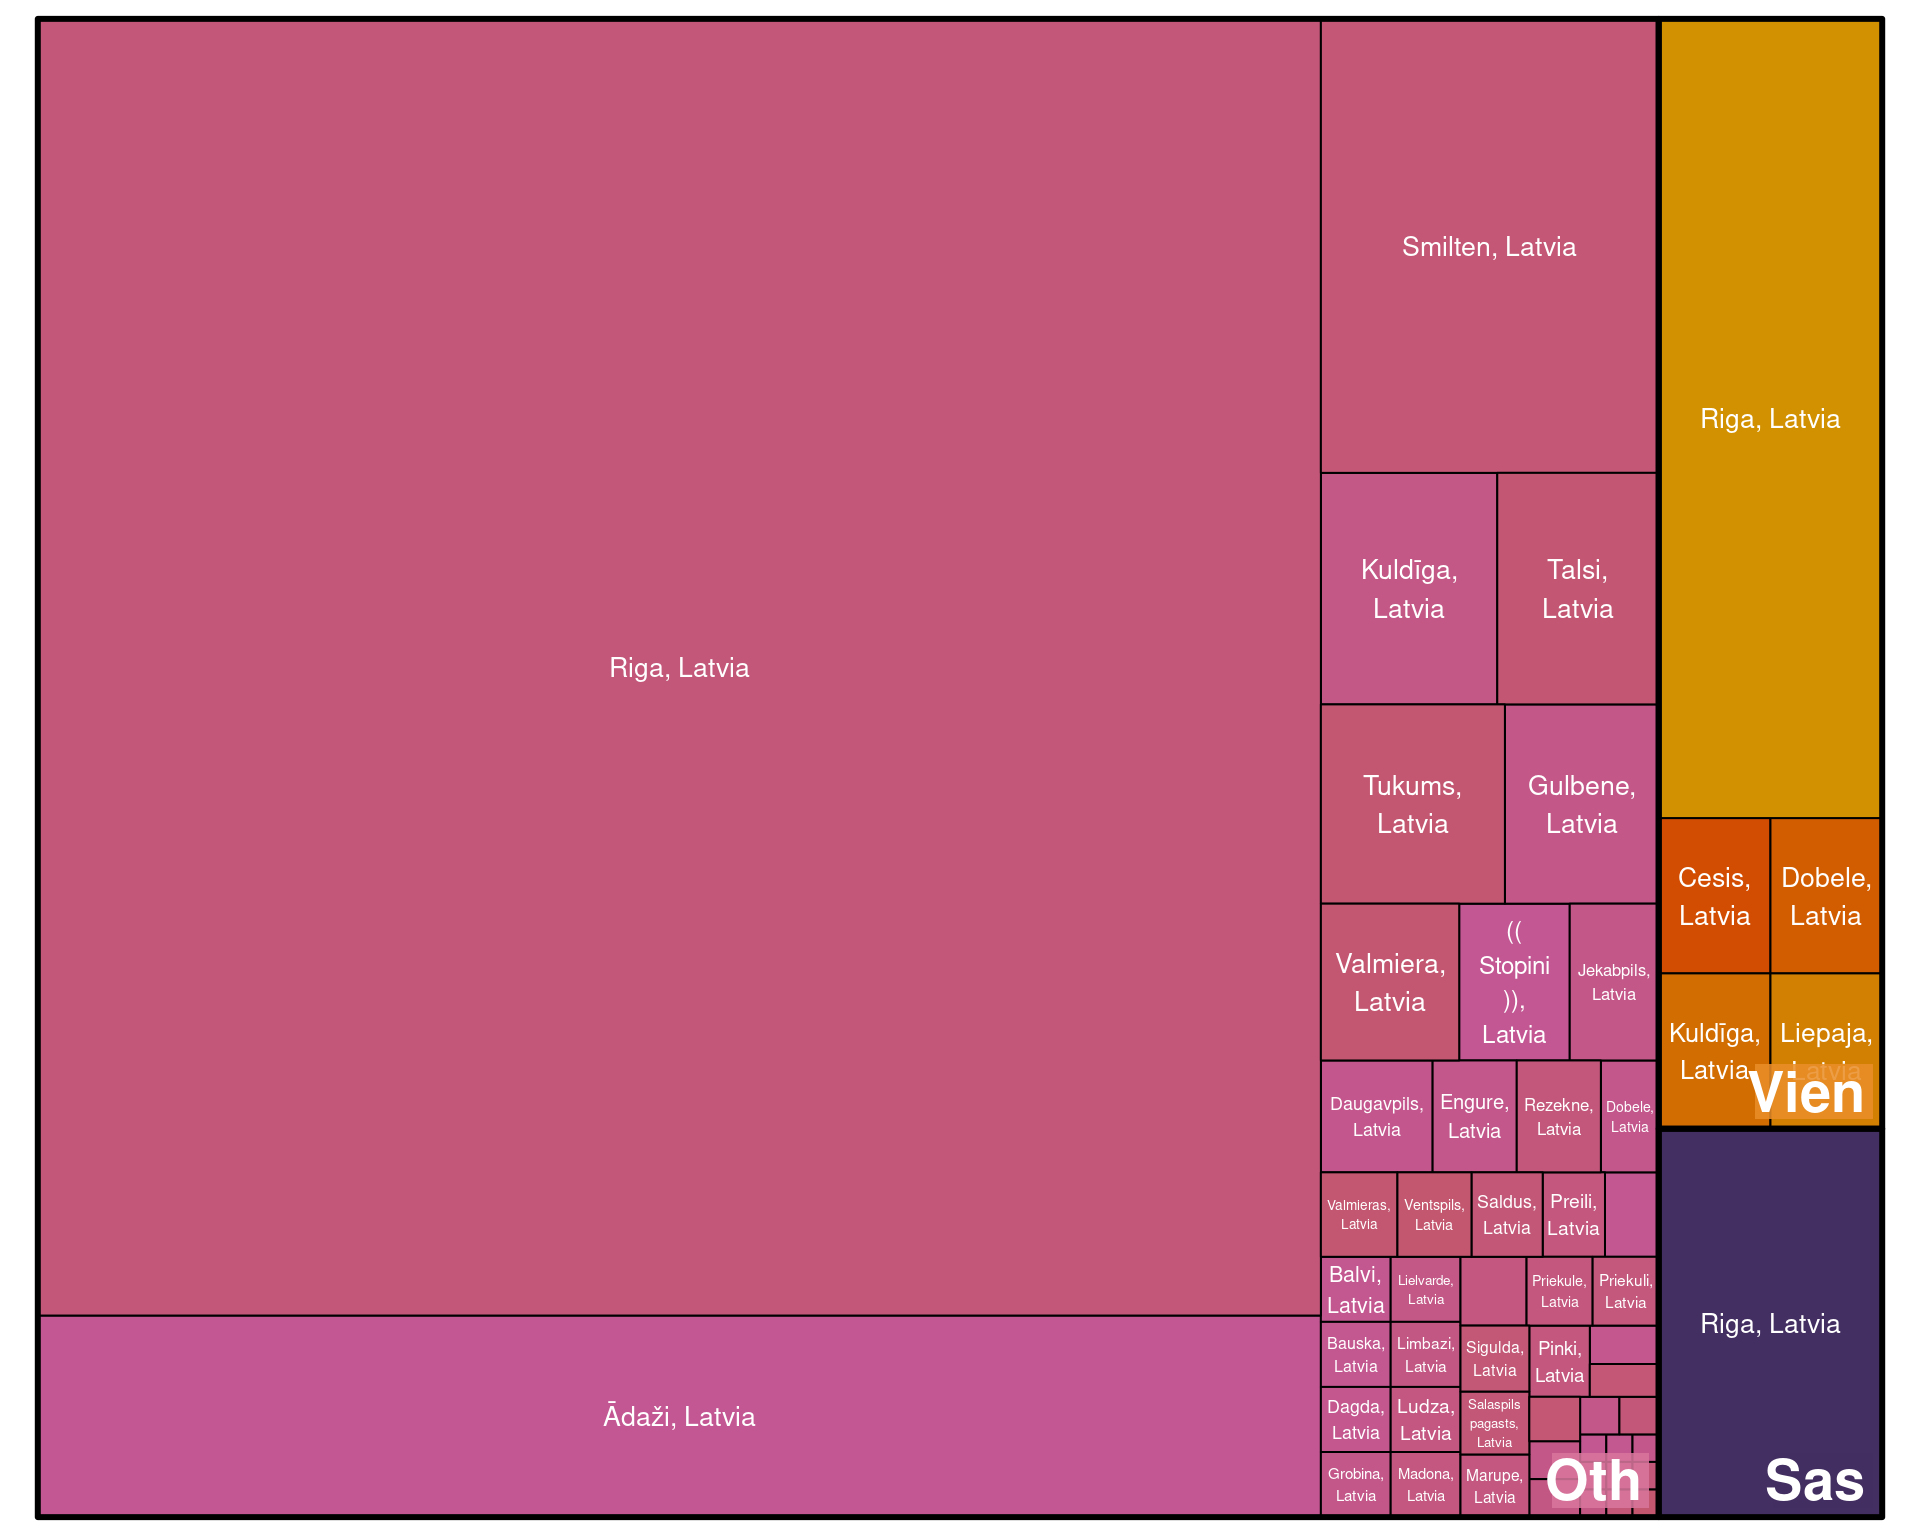 Riga, Latvia
Ādaži, Latvia
Smilten, Latvia
Kuldīga,
Latvia
Talsi,
Latvia
Tukums,
Latvia
Gulbene,
Latvia
Valmiera,
Latvia
((
Stopini
)),
Latvia
Jekabpils,
Latvia
Daugavpils,
Latvia
Engure,
Latvia
Rezekne,
Latvia
Dobele,
Latvia
Valmieras,
Latvia
Ventspils,
Latvia
Saldus,
Latvia
Preili,
Latvia
Balvi,
Latvia
Lielvarde,
Latvia
Priekule,
Latvia
Priekuli,
Latvia
Bauska,
Latvia
Limbazi,
Latvia
Sigulda,
Latvia
Pinki,
Latvia
Dagda,
Latvia
Ludza,
Latvia
Salaspils
pagasts,
Latvia
Grobina,
Latvia
Madona,
Latvia
Marupe,
Latvia
Oth
Riga, Latvia
Cesis,
Latvia
Dobele,
Latvia
Kuldīga,
Latvia
Liepaja,
Latvia
Vien
Riga, Latvia
Sas